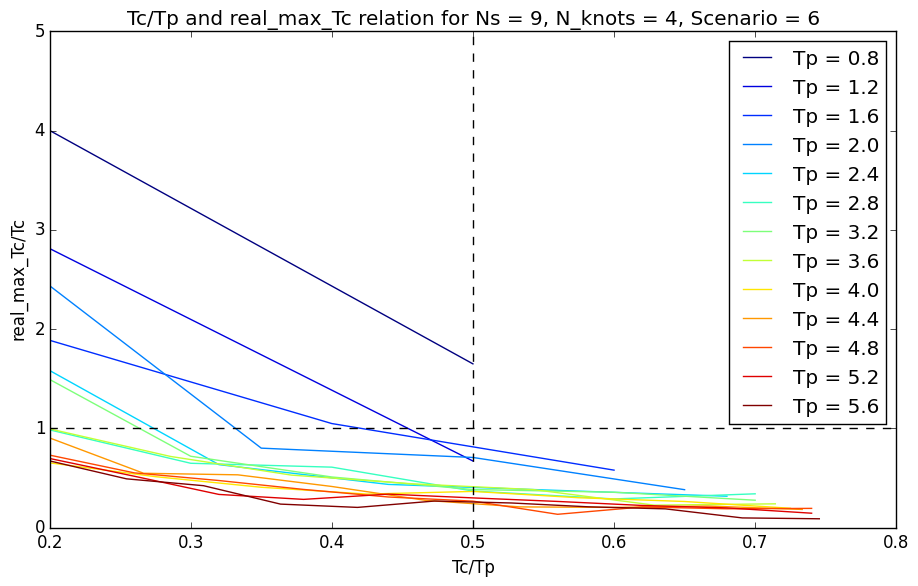 Tc/Tp and real_max_Tc relation for Ns = 9, N_knots = 4, Scenario = 6
5
4
3
2
1
0
real_max_Tc/Tc
Tp = 0.8
Tp = 1.2
Tp = 1.6
Tp = 2.0
Tp = 2.4
Tp = 2.8
Tp = 3.2
Tp = 3.6
Tp = 4.0
Tp = 4.4
Tp = 4.8
Tp = 5.2
Tp = 5.6
0.2 0.3 0.4 0.5 0.6 0.7 0.8
Tc/Tp